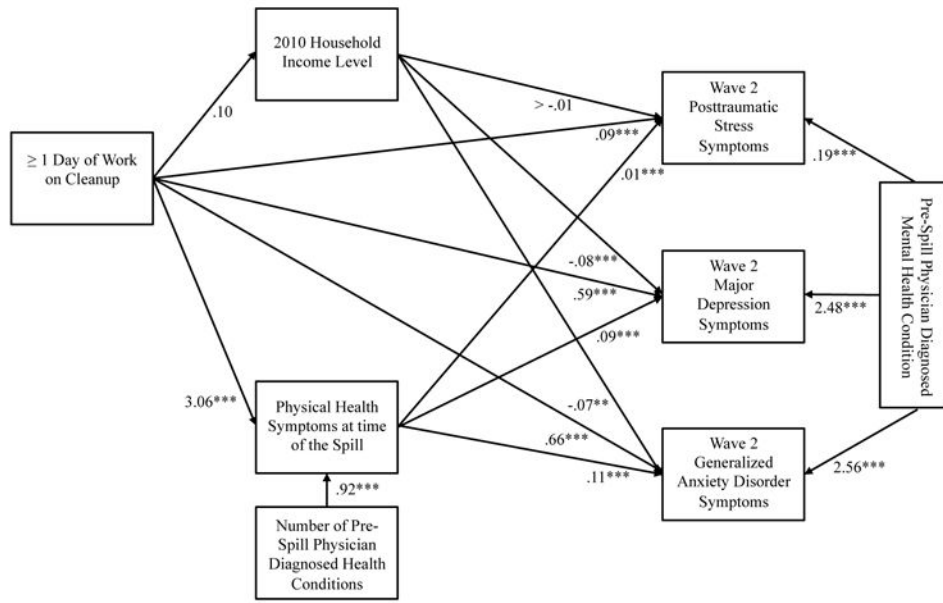 2010 Household
Income Level
.10
> -.01
Wave 2
Posttraumatic
Stress
Symptoms
.09***
.01***
.19***
≥ 1 Day of Work
on Cleanup
Pre-Spill Physician Diagnosed
Mental Health Condition
-.08***
.59***
.09***
Wave 2
Major
Depression
Symptoms
2.48***
3.06***
Physical Health
Symptoms at time
of the Spill
-.07**
.66***
.11***
Wave 2
Generalized
Anxiety Disorder
Symptoms
2.56***
.92***
Number of Pre-
Spill Physician
Diagnosed Health
Conditions